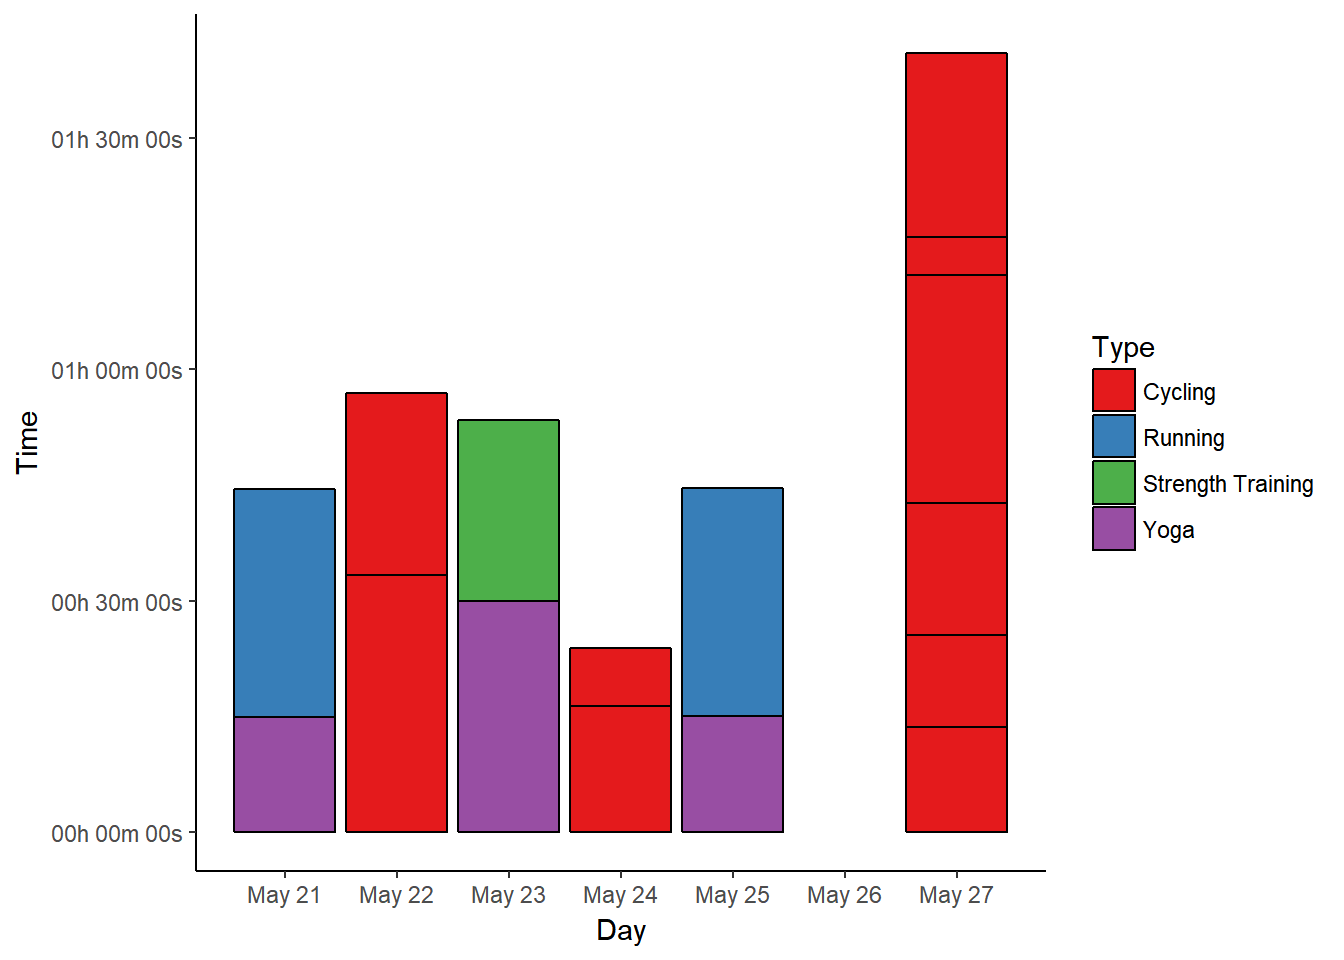 01h 30m 00s
01h 00m 00s
00h 30m 00s
00h 00m 00s
Time
May 21 May 22 May 23 May 24 May 25 May 26 May 27
Day
Type
Cycling
Running
Strength Training
Yoga